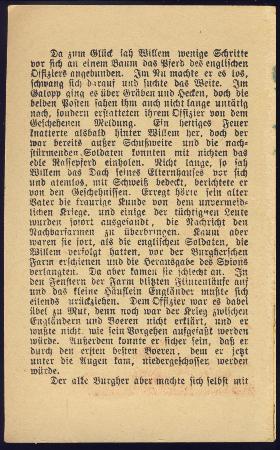 Da zum Glück sah Willem wenige Schritte
vor sich an einem Baum das Pferd des englischen
Offiziers angebunden. Im Nu machte er es los,
schwang sich darauf und suchte das Weite. Im
Galopp ging es über Gräben und Hecken, doch die
beiden Posten sahen ihm auch nicht lange untätig
nach, sondern erstatteten ihrem Offizier von dem
Geschehenen Meldung. Ein heftiges Feuer
knatterte alsbald hinter Willem her, doch der
war bereits außer Schußweite und die nach-
stürmenden Soldaten konnten mit nichten das
edle Rassepferd einholen. Nicht lange, so sah
Willem das Dach seines Elternhauses vor sich
und atemlos, mit Schweiß bedeckt, berichtete er
von den Geschehnissen. Erregt hörte sein alter
Vater die traurige Kunde von dem unvermeid-
lichen Kriege, und einige der tüchtigsten Leute
wurden sofort ausgesandt, die Nachricht den
Nachbarfarmen zu überbringen. Kaum aber
waren sie fort, als die englischen Soldaten, die
Willem verfolgt hatten, vor der Burgherschen
Farm erschienen und die Herausgabe des Spions
verlangten. Da aber kamen sie schlecht an. In
den Fenstern der Farm blitzten Flintenläufe auf
und das kleine Häuflein Engländer mußte sich
eilends zurückziehen. Dem Offizier war es dabei
übel zu Mut, denn noch war der Krieg zwischen
Engländern und Boeren nicht erklärt, und er
wußte nicht, wie sein Vorgehen aufgefaßt werden
würde. Außerdem konnte er sicher sein, daß er
durch den ersten besten Boeren, dem er jetzt
unter die Augen kam, niedergeschossen werden
würde.
Der alte Burgher aber machte sich selbst mit